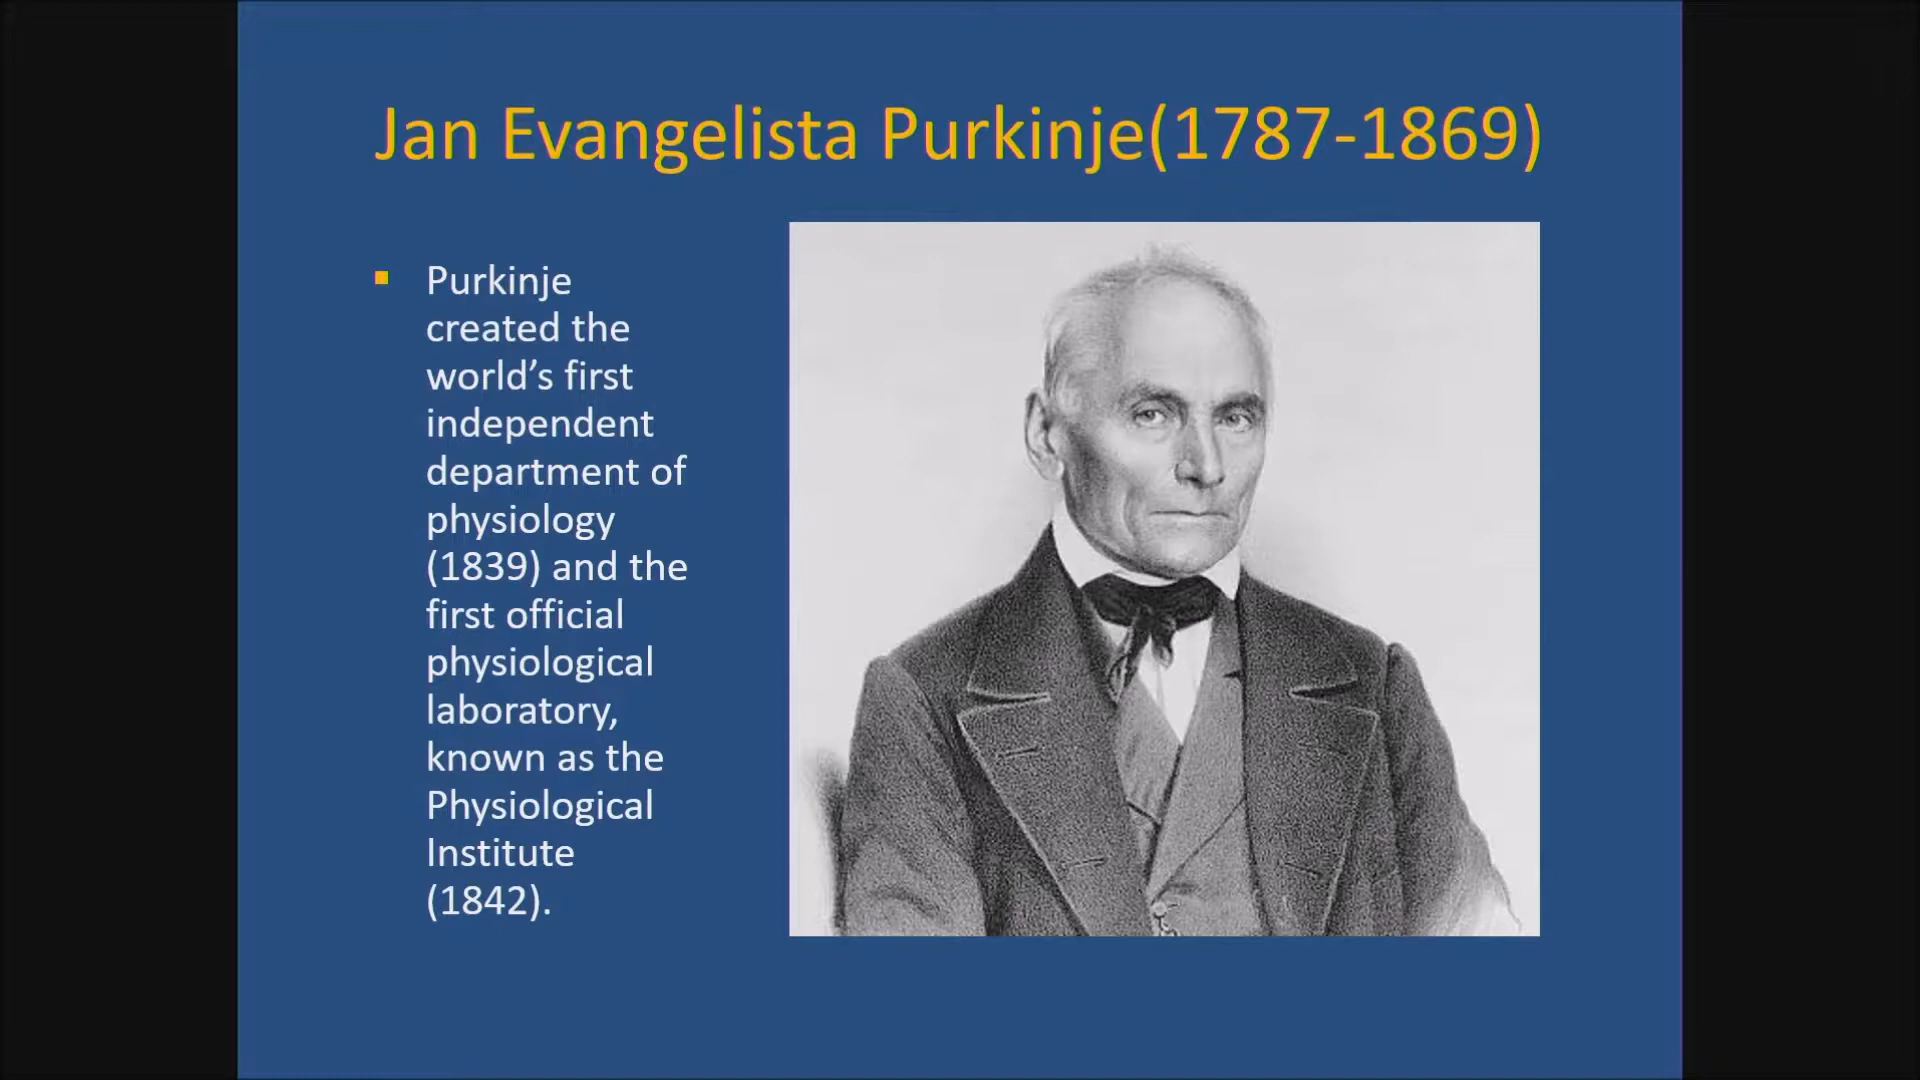 Jan Evangelista Purkinje(1787-1869)
Purkinje
created the
world’s first
independent
department of
physiology
(1839) and the
first official
physiological
laboratory,
known as the
Physiological
Institute
(1842).